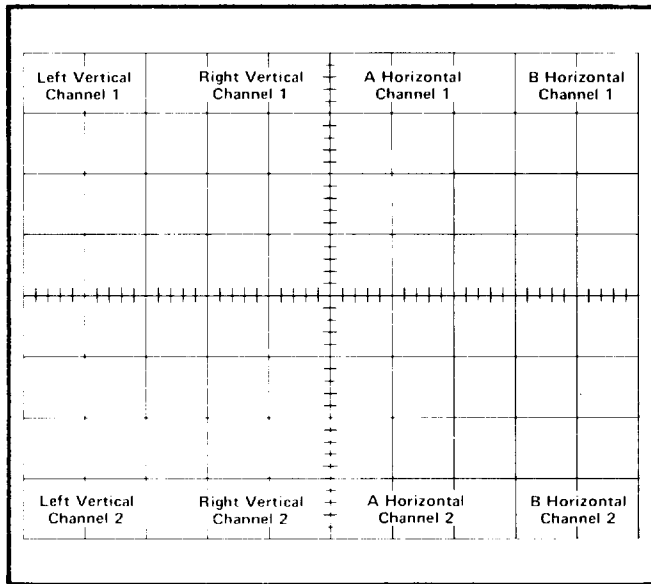 Left Vertical
Channel 1
Right Vertical
Channel 1
A Horizontal
Channel 1
B Horizontal
Channel 1
Left Vertical
Channel 2
Right Vertical
Channel 2
A Horizontal
Channel 2
B Horizontal
Channel 2